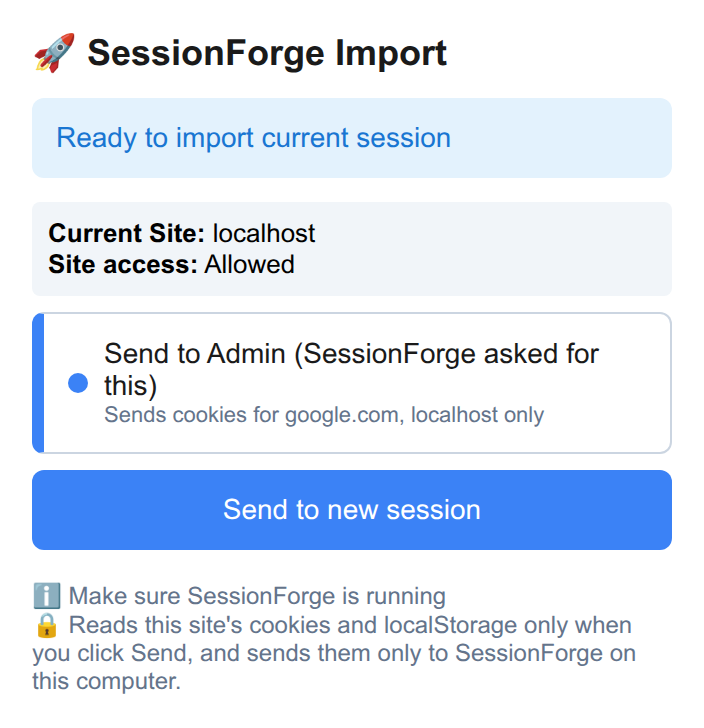 🚀 SessionForge Import
Ready to import current session
Current Site: localhost
Site access: Allowed
Send to Admin (SessionForge asked for
this)
Sends cookies for google.com, localhost only
Send to new session
ℹ️ Make sure SessionForge is running
🔒 Reads this site's cookies and localStorage only when
you click Send, and sends them only to SessionForge on
this computer.